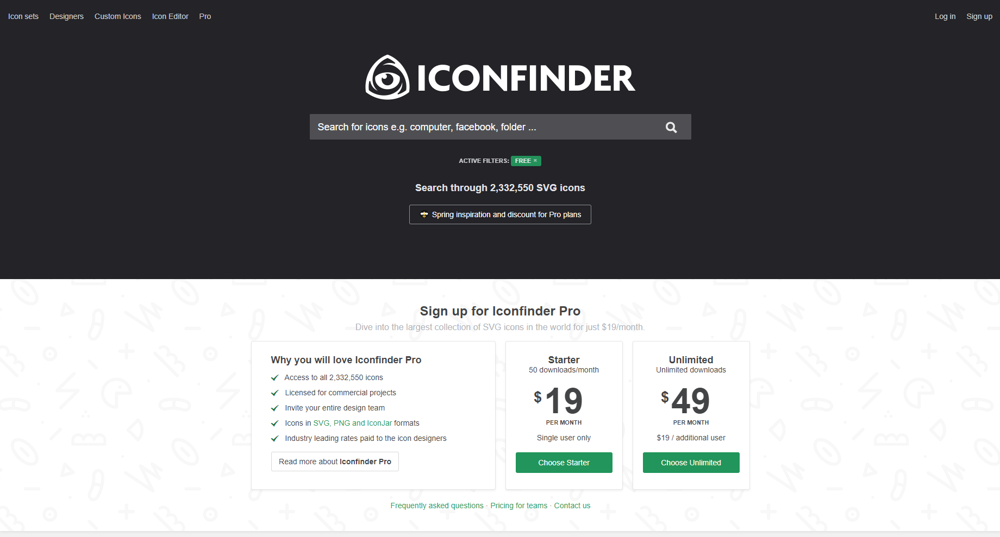 Icon sets Designers Custom Icons Icon Editor Pro Log in Sign up
ICONFINDER
Search for icons e.g. computer, facebook, folder ...
ACTIVE FILTERS: FREE ×
Search through 2,332,550 SVG icons
Spring inspiration and discount for Pro plans
Sign up for Iconfinder Pro
Dive into the largest collection of SVG icons in the world for just $19/month.
Why you will love Iconfinder Pro
Access to all 2,332,550 icons
Licensed for commercial projects
Invite your entire design team
Icons in SVG, PNG and IconJar formats
Industry leading rates paid to the icon designers
Read more about Iconfinder Pro
Starter
50 downloads/month
$19
PER MONTH
Single user only
Choose Starter
Unlimited
Unlimited downloads
$49
PER MONTH
$19 / additional user
Choose Unlimited
Frequently asked questions · Pricing for teams · Contact us